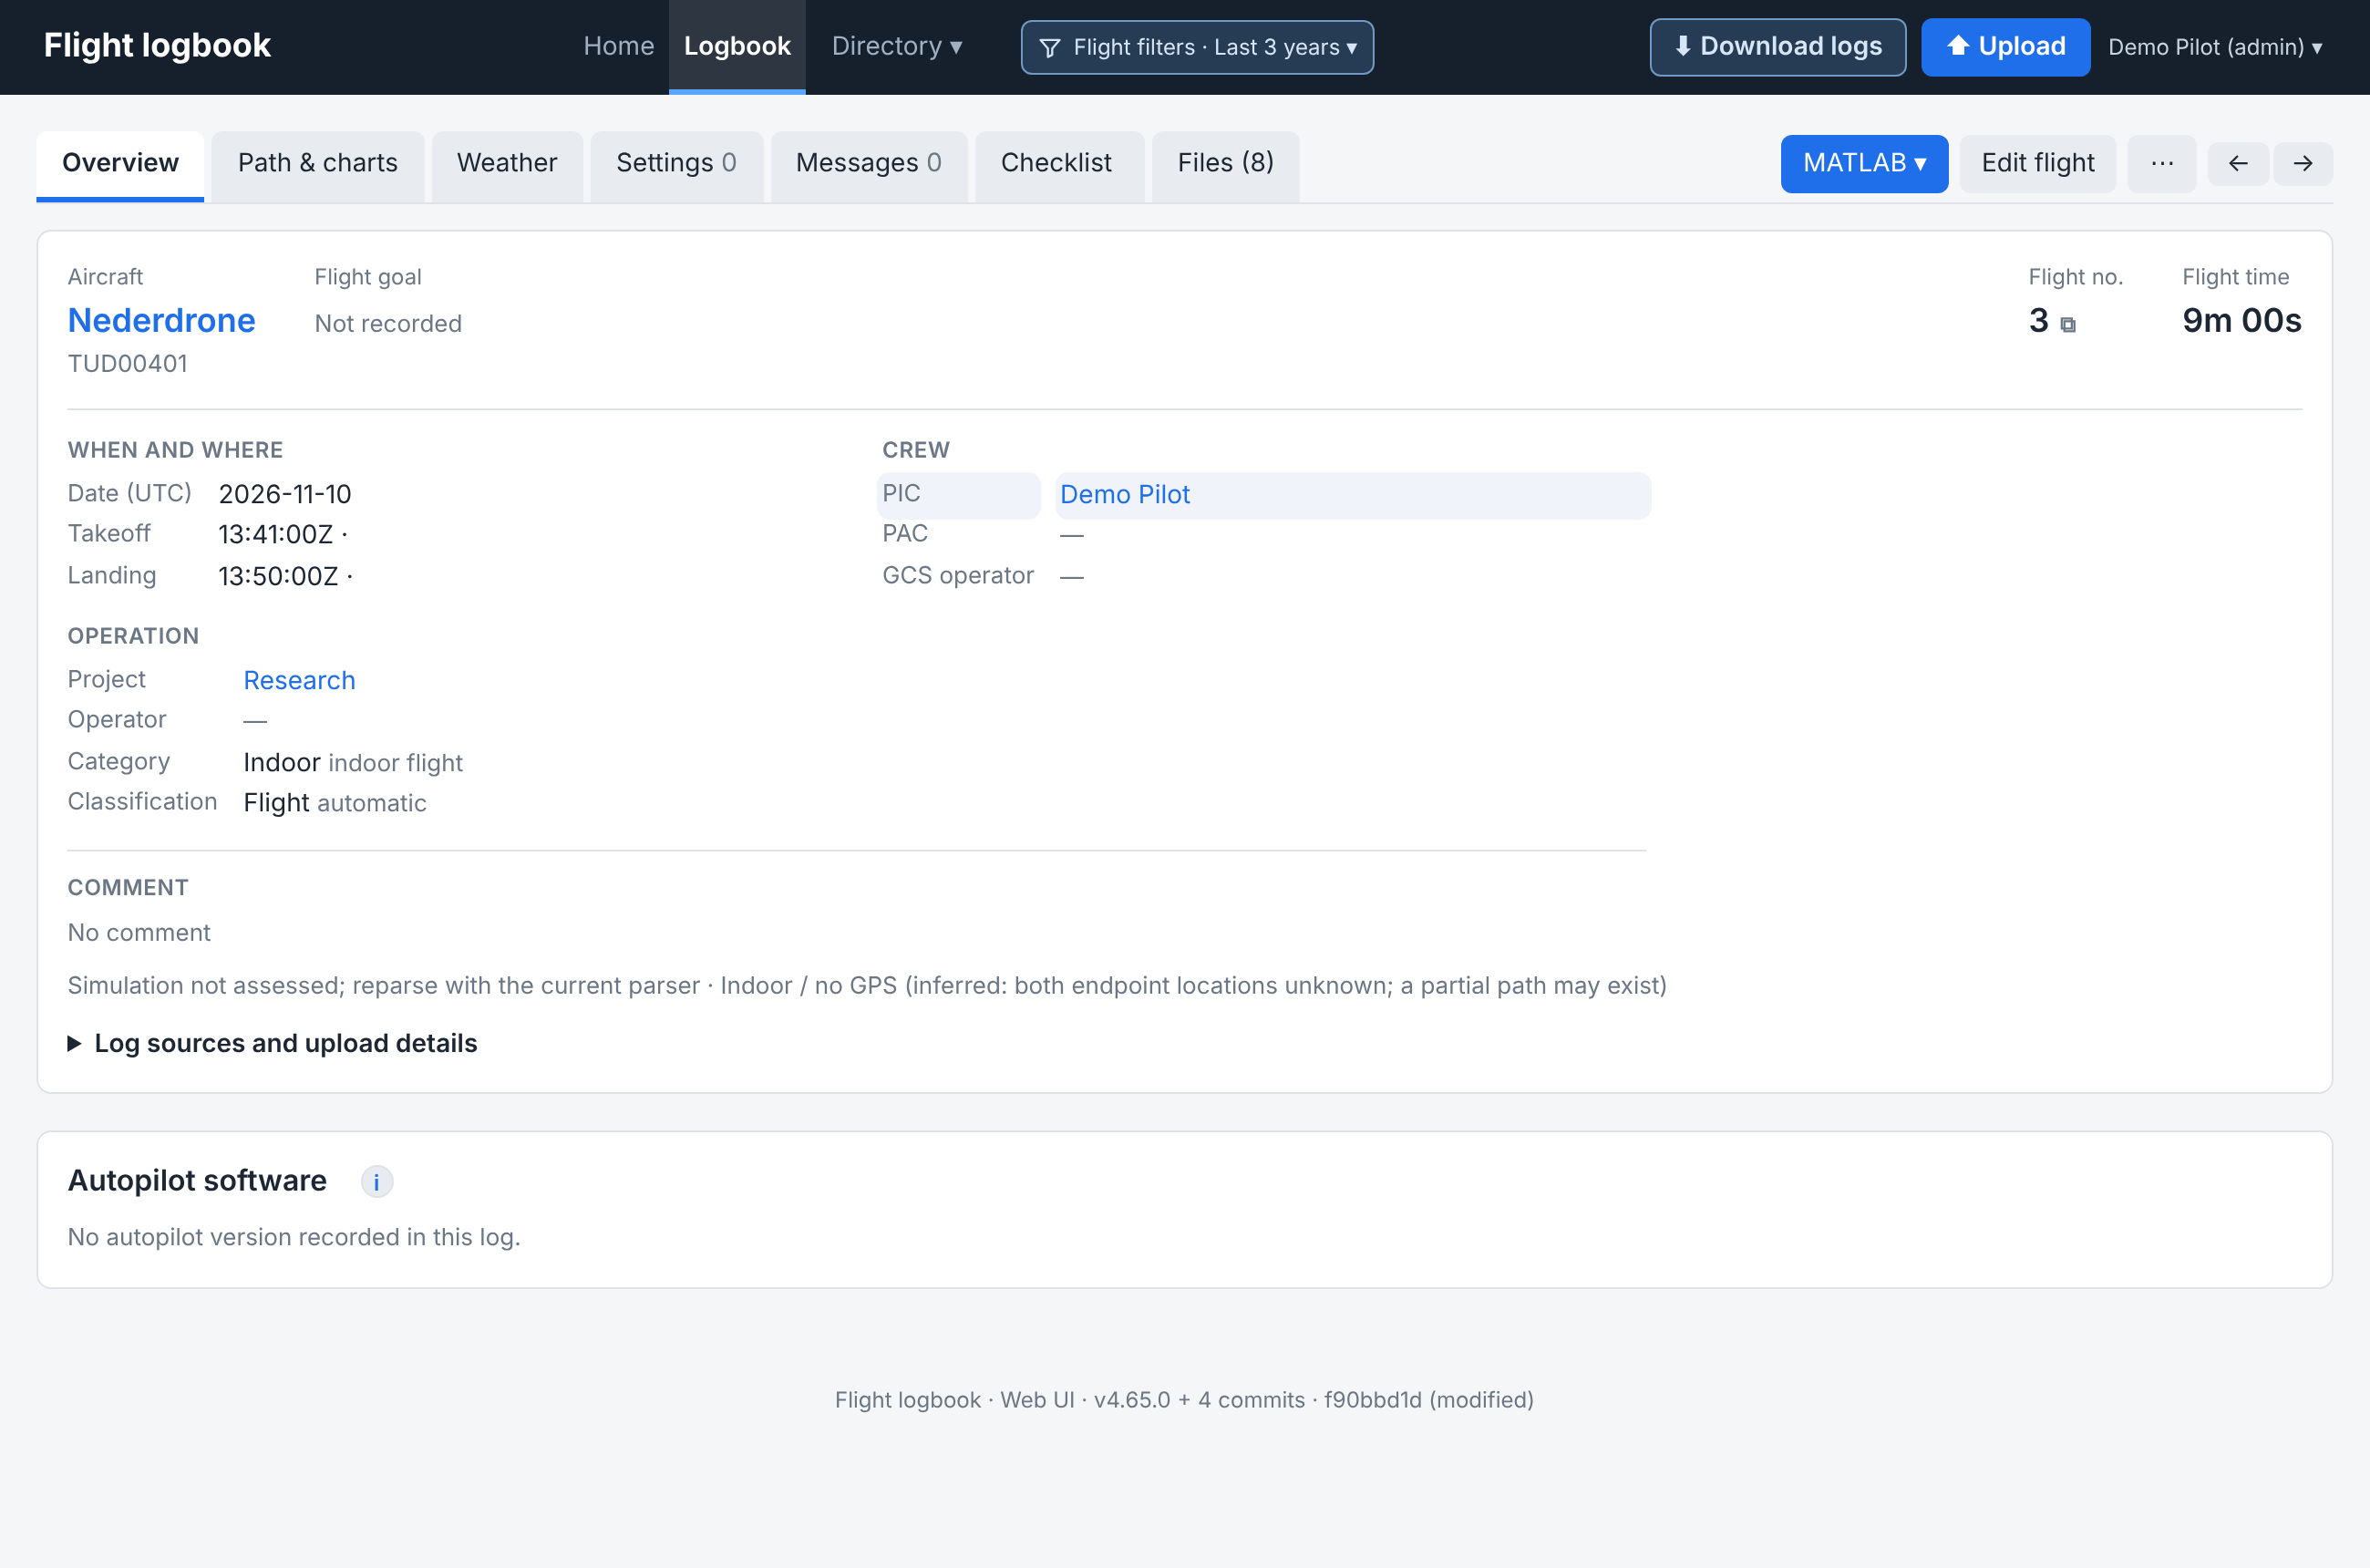 Flight logbook
Home
Logbook
Directory ▾
Flight filters · Last 3 years ▾
⬇ Download logs
⬆ Upload
Demo Pilot (admin) ▾
Overview
Path & charts
Weather
Settings 0
Messages 0
Checklist
Files (8)
MATLAB ▾
Edit flight
⋯
←
→
Aircraft
Nederdrone
TUD00401
Flight goal
Not recorded
Flight no.
3 ⧉
Flight time
9m 00s
WHEN AND WHERE
Date (UTC) 2026-11-10
Takeoff 13:41:00Z ·
Landing 13:50:00Z ·
CREW
PIC Demo Pilot
PAC —
GCS operator —
OPERATION
Project Research
Operator —
Category Indoor indoor flight
Classification Flight automatic
COMMENT
No comment
Simulation not assessed; reparse with the current parser · Indoor / no GPS (inferred: both endpoint locations unknown; a partial path may exist)
▶ Log sources and upload details
Autopilot software i
No autopilot version recorded in this log.
Flight logbook · Web UI · v4.65.0 + 4 commits · f90bbd1d (modified)